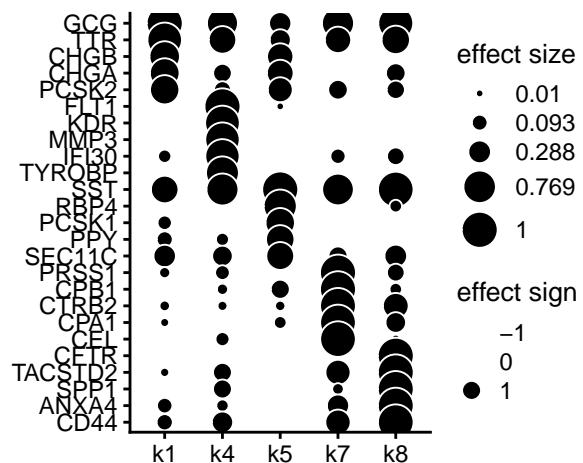 GCG
TTR
CHGB
CHGA
PCSK2
FLT1
KDR
MMP3
IFI30
TYROBP
SST
RBP4
PCSK1
PPY
SEC11C
PRSS1
CPB1
CTRB2
CPA1
CEL
CFTR
TACSTD2
SPP1
ANXA4
CD44
k1 k4 k5 k7 k8
effect size
0.01
0.093
0.288
0.769
1
effect sign
−1
0
1